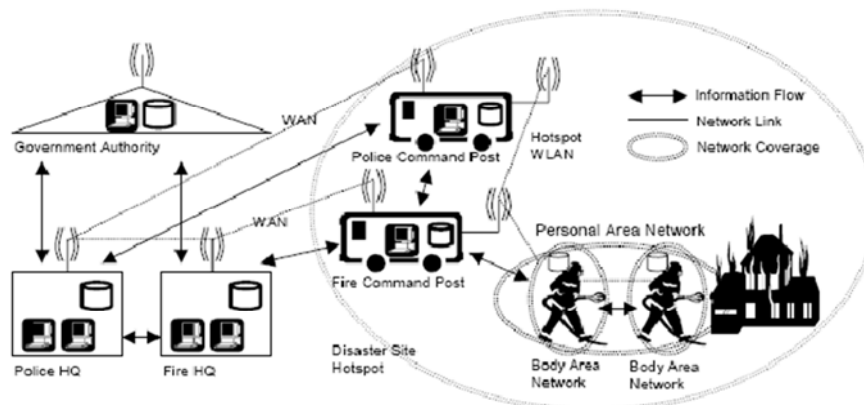 WAN
Government Authority
Police Command Post
Hotspot
WLAN
Information Flow
Network Link
Network Coverage
WAN
Fire Command Post
Personal Area Network
Police HQ
Fire HQ
Disaster Site
Hotspot
Body Area
Network
Body Area
Network